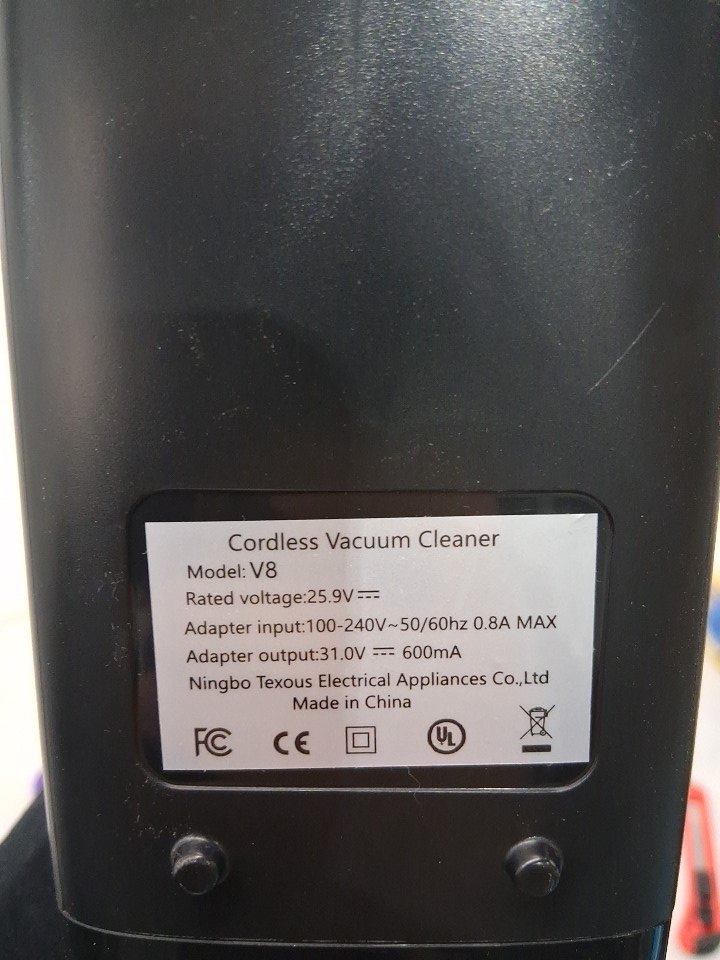 Cordless Vacuum Cleaner
Model: V8
Rated voltage:25.9V⎓
Adapter input:100-240V~50/60hz 0.8A MAX
Adapter output:31.0V ⎓ 600mA
Ningbo Texous Electrical Appliances Co.,Ltd
Made in China
FC CE UL